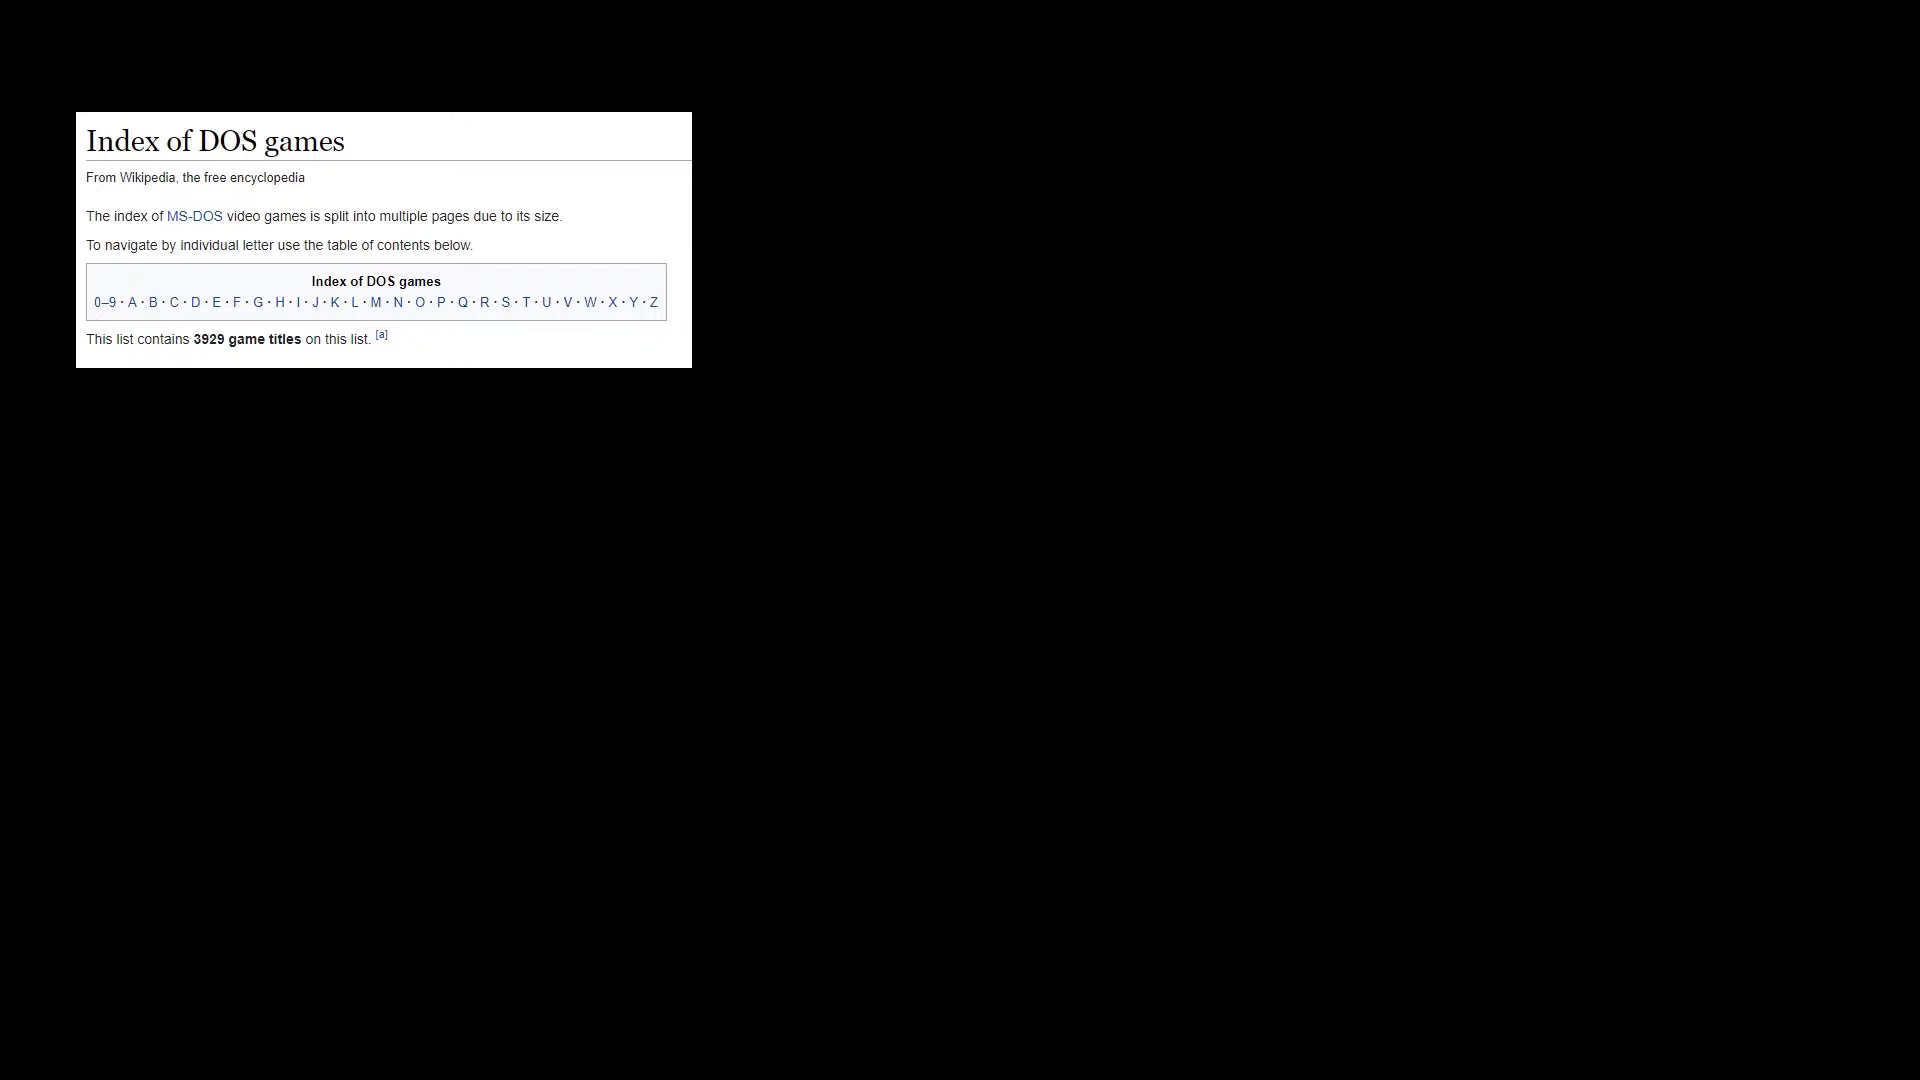 Index of DOS games
From Wikipedia, the free encyclopedia
The index of MS-DOS video games is split into multiple pages due to its size.
To navigate by individual letter use the table of contents below.
Index of DOS games
0–9 · A · B · C · D · E · F · G · H · I · J · K · L · M · N · O · P · Q · R · S · T · U · V · W · X · Y · Z
This list contains 3929 game titles on this list. [a]